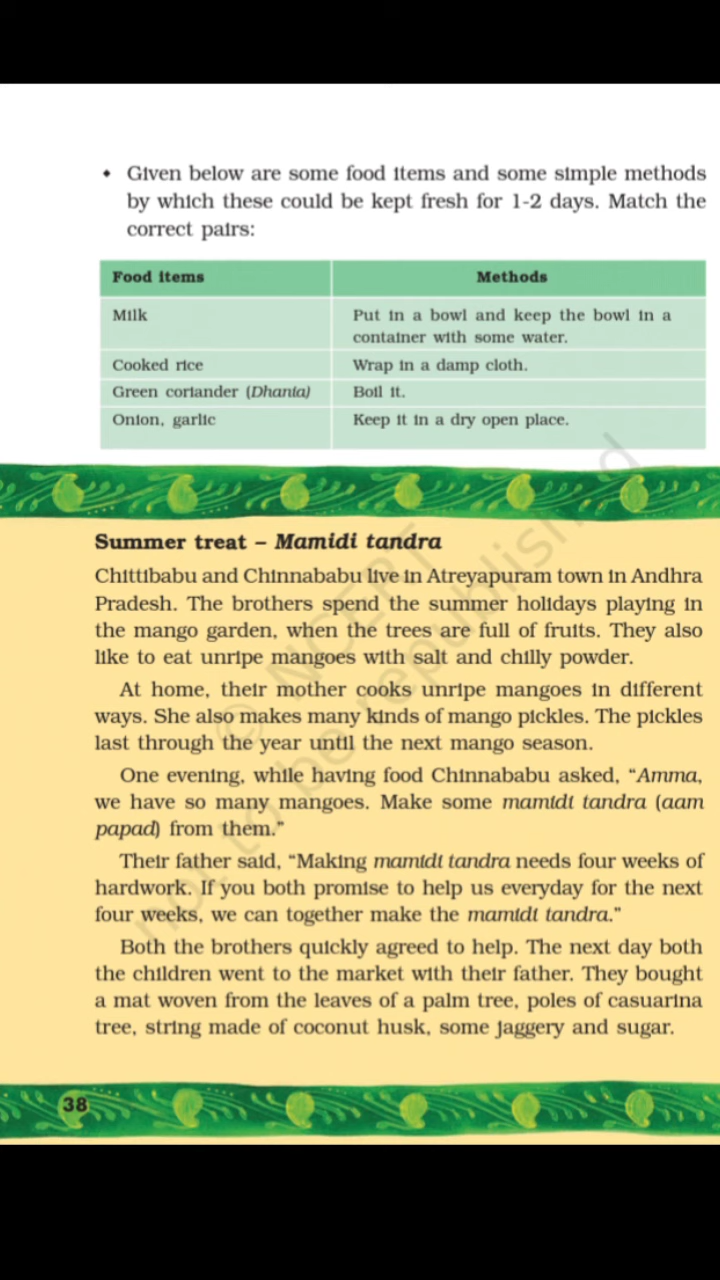 • Given below are some food items and some simple methods
by which these could be kept fresh for 1-2 days. Match the
correct pairs:
Food items Methods
Milk Put in a bowl and keep the bowl in a
container with some water.
Cooked rice Wrap in a damp cloth.
Green coriander (Dhania) Boil it.
Onion, garlic Keep it in a dry open place.
Summer treat – Mamidi tandra
Chittibabu and Chinnababu live in Atreyapuram town in Andhra
Pradesh. The brothers spend the summer holidays playing in
the mango garden, when the trees are full of fruits. They also
like to eat unripe mangoes with salt and chilly powder.
At home, their mother cooks unripe mangoes in different
ways. She also makes many kinds of mango pickles. The pickles
last through the year until the next mango season.
One evening, while having food Chinnababu asked, “Amma,
we have so many mangoes. Make some mamidi tandra (aam
papad) from them.”
Their father said, “Making mamidi tandra needs four weeks of
hardwork. If you both promise to help us everyday for the next
four weeks, we can together make the mamidi tandra.”
Both the brothers quickly agreed to help. The next day both
the children went to the market with their father. They bought
a mat woven from the leaves of a palm tree, poles of casuarina
tree, string made of coconut husk, some jaggery and sugar.
38
© NCERT
not to be republished